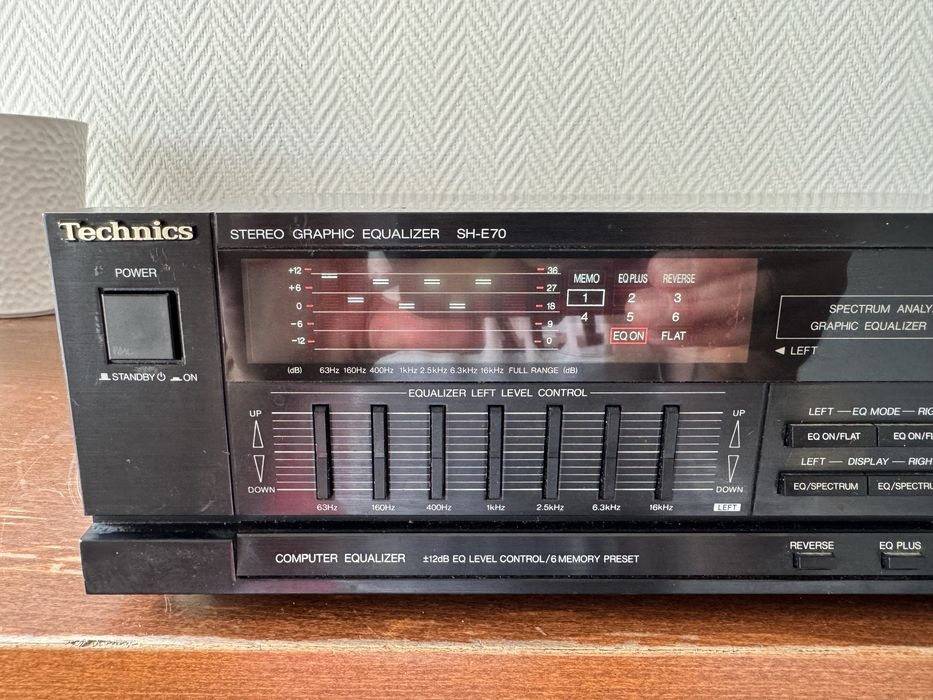 Technics
STEREO GRAPHIC EQUALIZER SH-E70
POWER
STANDBY ON
+12
+6
0
-6
-12
36
27
18
9
0
MEMO EQ PLUS REVERSE
1 2 3
4 5 6
EQ ON FLAT
(dB) 63Hz 160Hz 400Hz 1kHz 2.5kHz 6.3kHz 16kHz FULL RANGE (dB)
SPECTRUM ANALY
GRAPHIC EQUALIZER
◄ LEFT
EQUALIZER LEFT LEVEL CONTROL
UP UP
DOWN DOWN
63Hz 160Hz 400Hz 1kHz 2.5kHz 6.3kHz 16kHz LEFT
LEFT — EQ MODE — RIG
EQ ON/FLAT EQ ON/FL
LEFT — DISPLAY — RIGH
EQ/SPECTRUM EQ/SPECTRU
COMPUTER EQUALIZER ±12dB EQ LEVEL CONTROL/6 MEMORY PRESET
REVERSE EQ PLUS